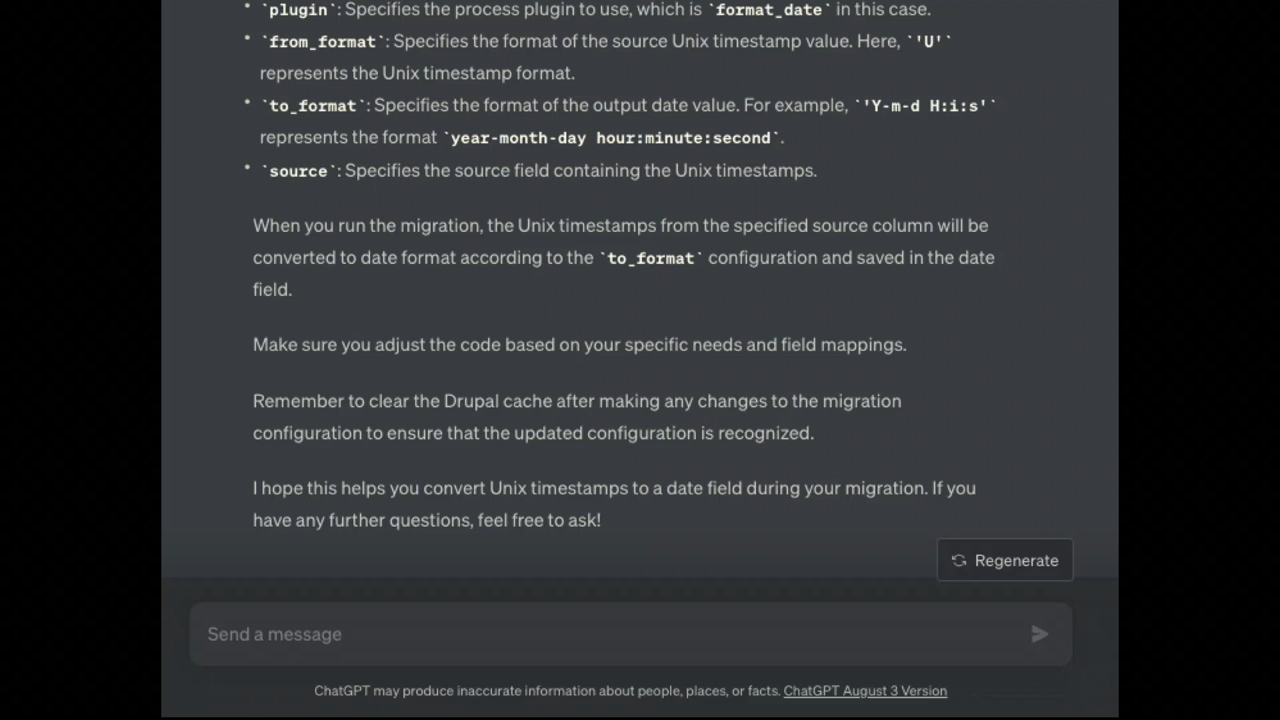 • `plugin`: Specifies the process plugin to use, which is `format_date` in this case.
• `from_format`: Specifies the format of the source Unix timestamp value. Here, `'U'`
represents the Unix timestamp format.
• `to_format`: Specifies the format of the output date value. For example, `'Y-m-d H:i:s'`
represents the format `year-month-day hour:minute:second`.
• `source`: Specifies the source field containing the Unix timestamps.
When you run the migration, the Unix timestamps from the specified source column will be
converted to date format according to the `to_format` configuration and saved in the date
field.
Make sure you adjust the code based on your specific needs and field mappings.
Remember to clear the Drupal cache after making any changes to the migration
configuration to ensure that the updated configuration is recognized.
I hope this helps you convert Unix timestamps to a date field during your migration. If you
have any further questions, feel free to ask!
Regenerate
Send a message
ChatGPT may produce inaccurate information about people, places, or facts. ChatGPT August 3 Version